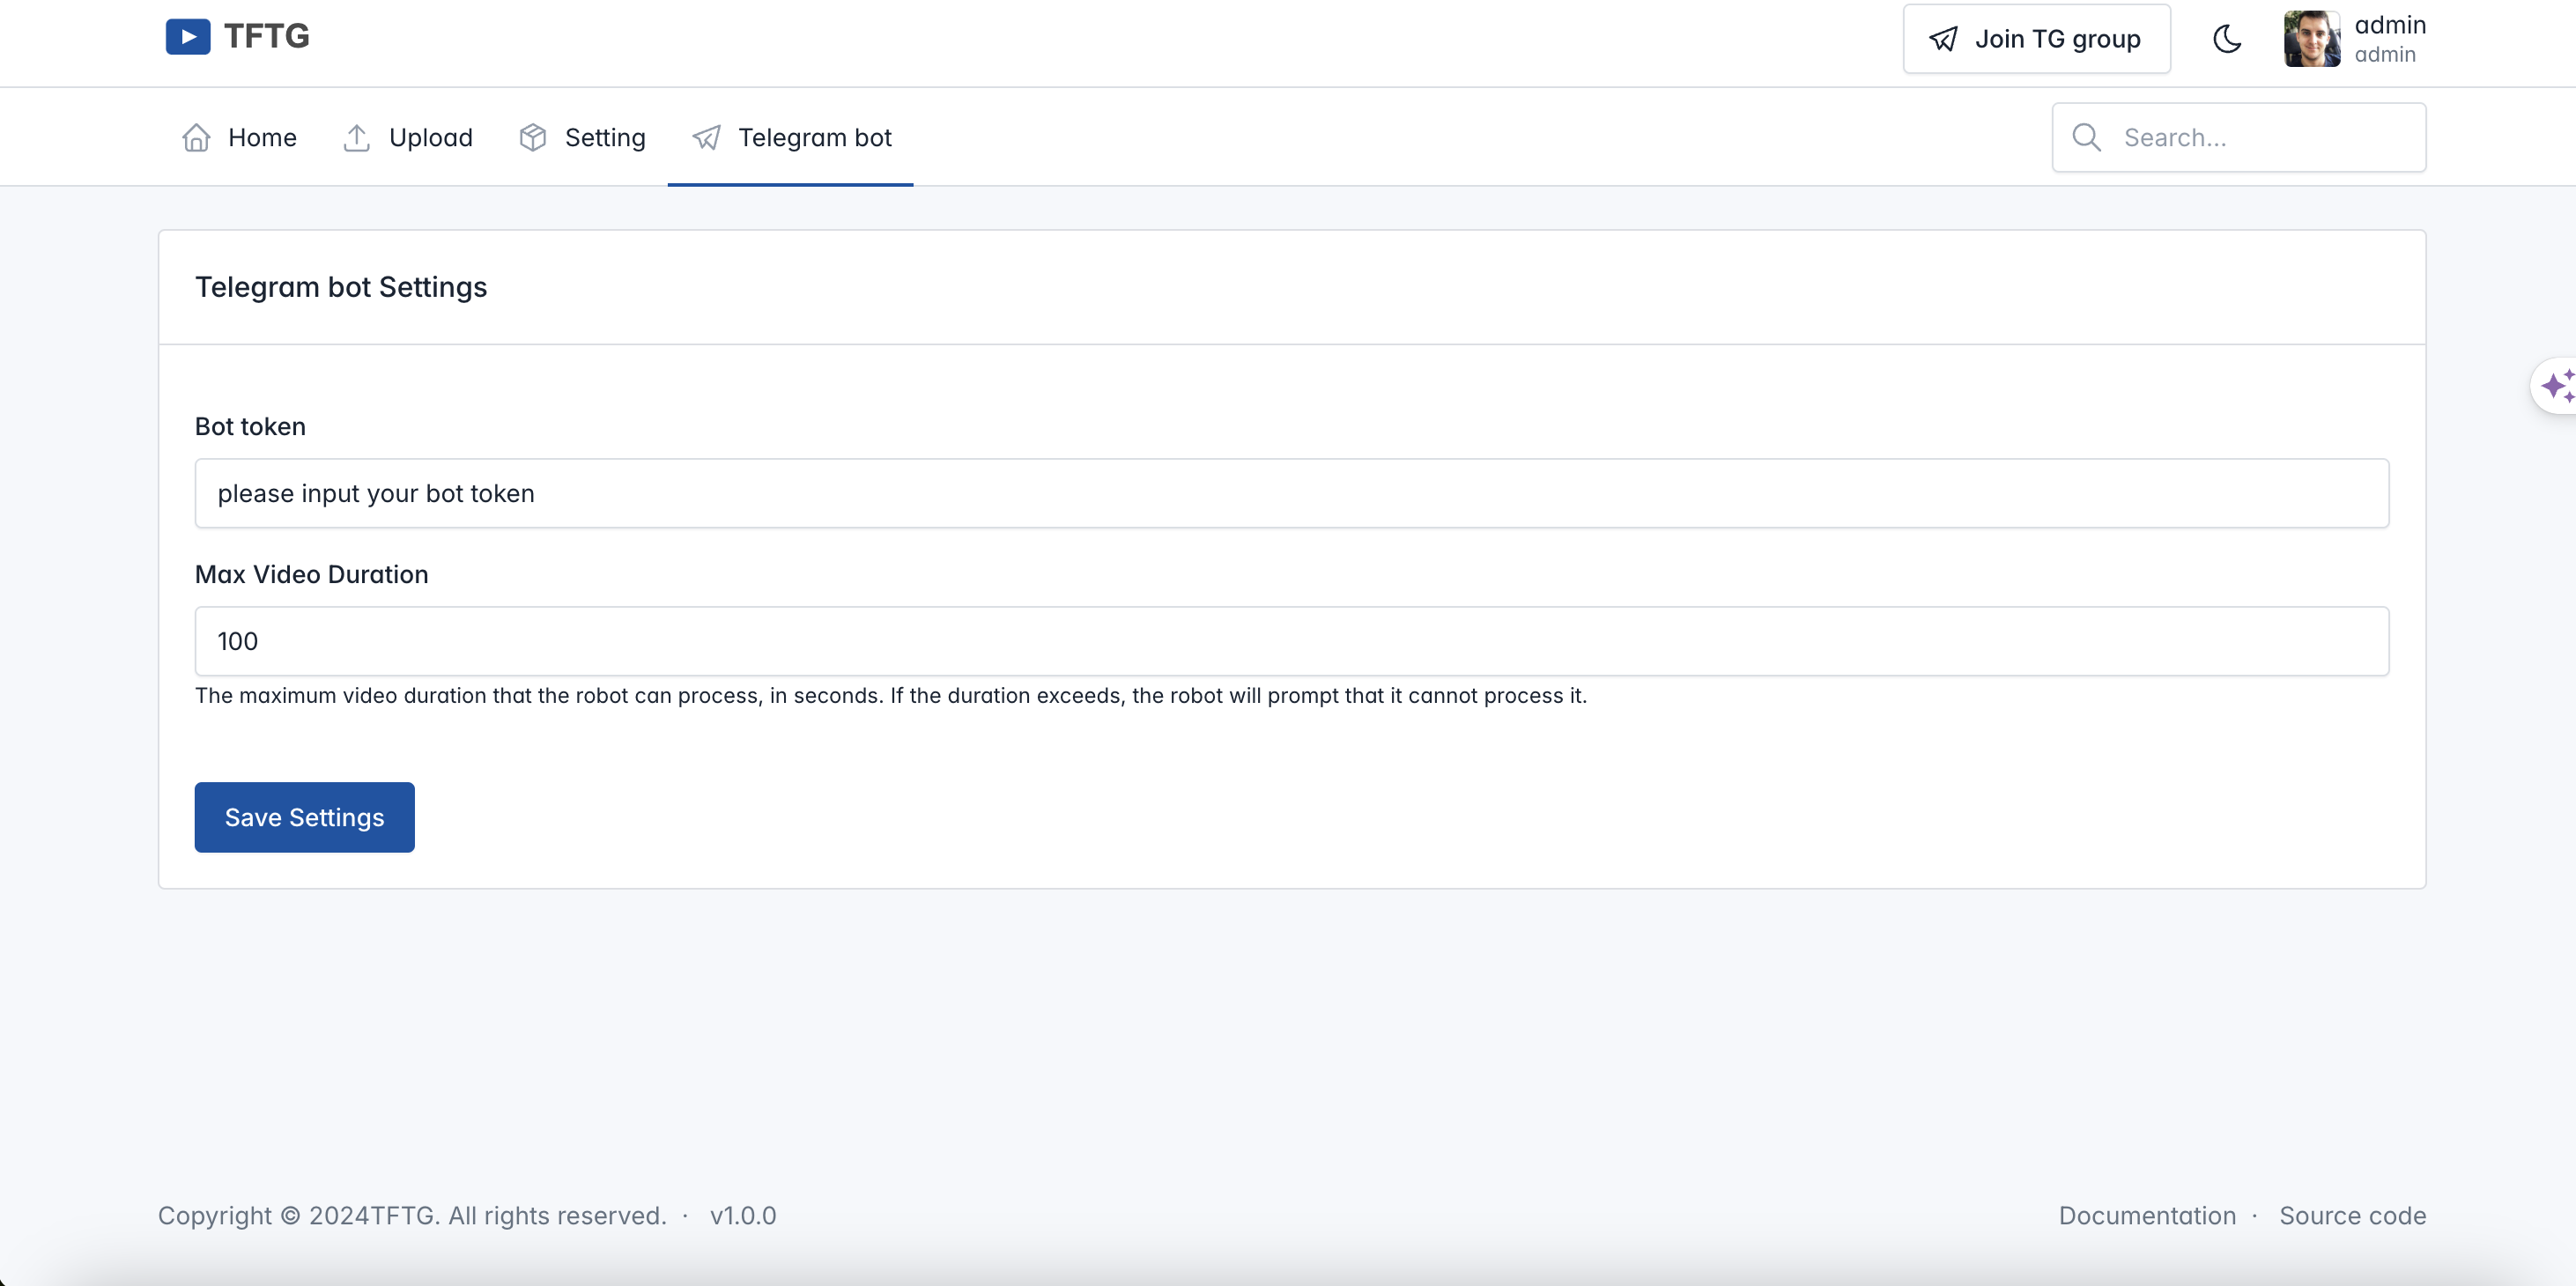 TFTG
Join TG group
admin
admin
Home
Upload
Setting
Telegram bot
Search...
Telegram bot Settings
Bot token
please input your bot token
Max Video Duration
100
The maximum video duration that the robot can process, in seconds. If the duration exceeds, the robot will prompt that it cannot process it.
Save Settings
Copyright © 2024TFTG. All rights reserved. · v1.0.0
Documentation · Source code